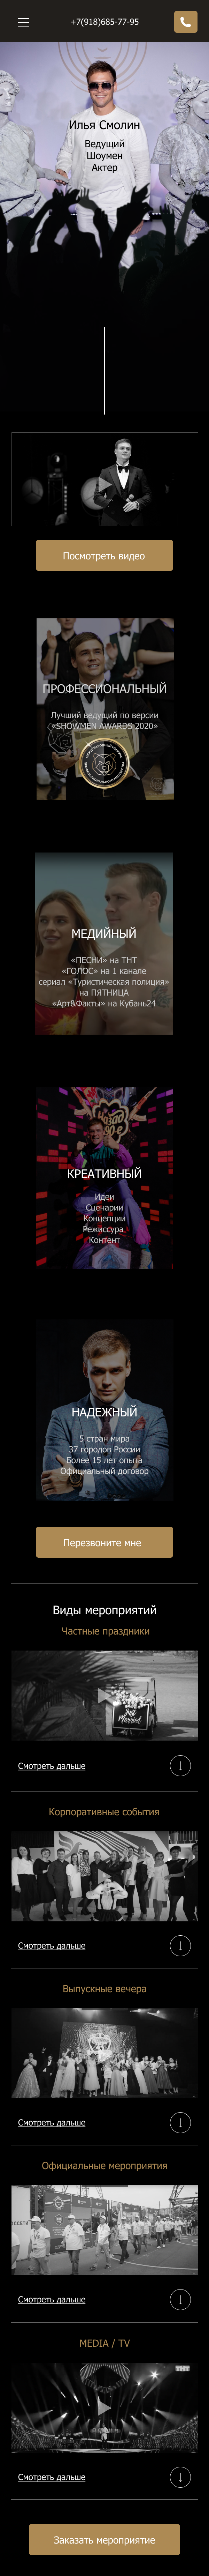 +7(918)685-77-95
Илья Смолин
Ведущий
Шоумен
Актер
Посмотреть видео
ПРОФЕССИОНАЛЬНЫЙ
Лучший ведущий по версии
«SHOWMEN AWARDS 2020»
МЕДИЙНЫЙ
«ПЕСНИ» на ТНТ
«ГОЛОС» на 1 канале
сериал «Туристическая полиция»
на ПЯТНИЦА
«Арт&Факты» на Кубань24
КРЕАТИВНЫЙ
Идеи
Сценарии
Концепции
Режиссура
Контент
НАДЕЖНЫЙ
5 стран мира
37 городов России
Более 15 лет опыта
Официальный договор
Перезвоните мне
Виды мероприятий
Частные праздники
Just
Married
Смотреть дальше
Корпоративные события
Смотреть дальше
Выпускные вечера
Смотреть дальше
Официальные мероприятия
Смотреть дальше
MEDIA / TV
ТНТ
Смотреть дальше
Заказать мероприятие